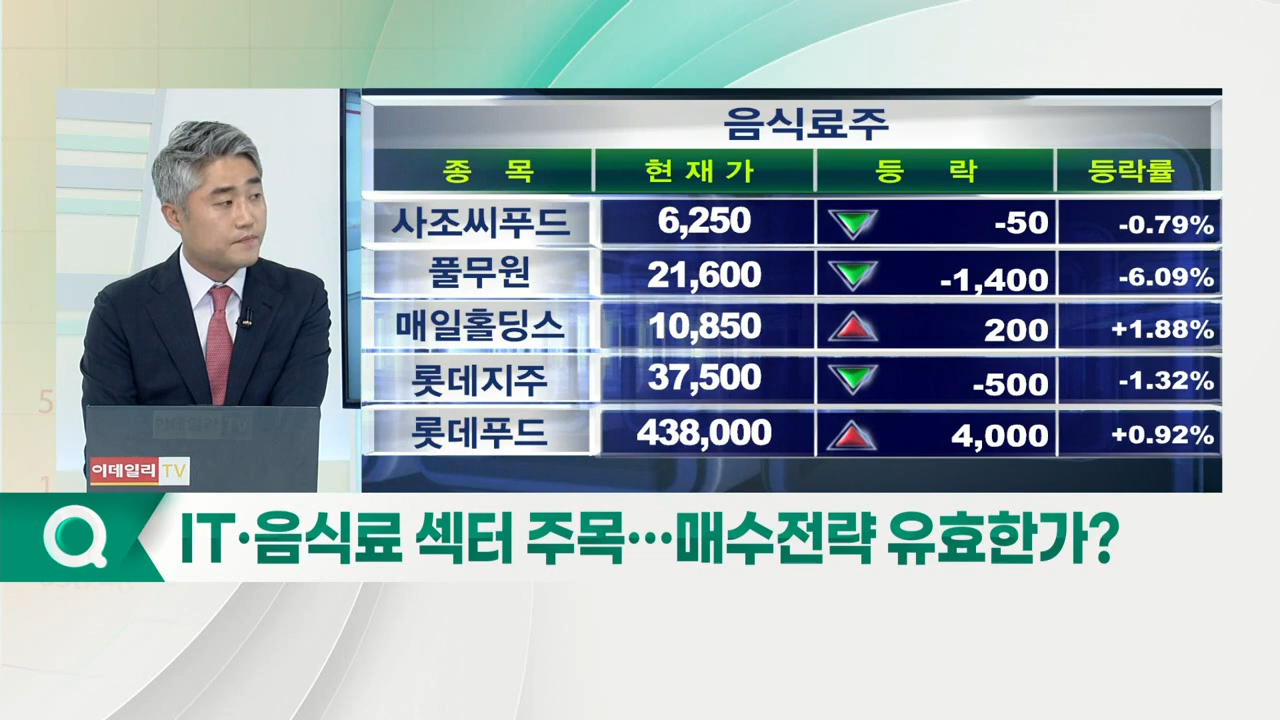 음식료주
종 목 현 재 가 등 락 등락률
사조씨푸드 6,250 -50 -0.79%
풀무원 21,600 -1,400 -6.09%
매일홀딩스 10,850 200 +1.88%
롯데지주 37,500 -500 -1.32%
롯데푸드 438,000 4,000 +0.92%
이데일리 TV
5
1
IT·음식료 섹터 주목…매수전략 유효한가?